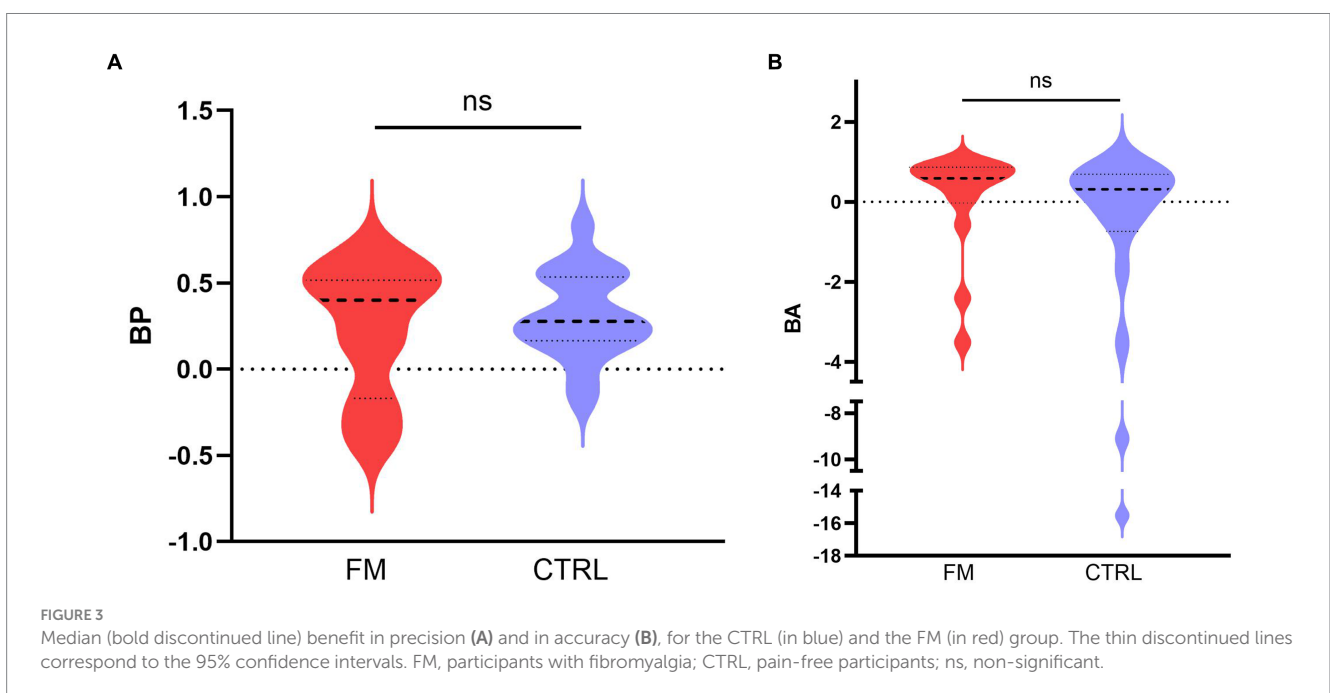 A
ns
1.5
1.0
0.5
0.0
-0.5
-1.0
BP
FM CTRL
B
ns
2
0
-2
-4
-8
-10
-14
-16
-18
BA
FM CTRL
FIGURE 3
Median (bold discontinued line) benefit in precision (A) and in accuracy (B), for the CTRL (in blue) and the FM (in red) group. The thin discontinued lines
correspond to the 95% confidence intervals. FM, participants with fibromyalgia; CTRL, pain-free participants; ns, non-significant.